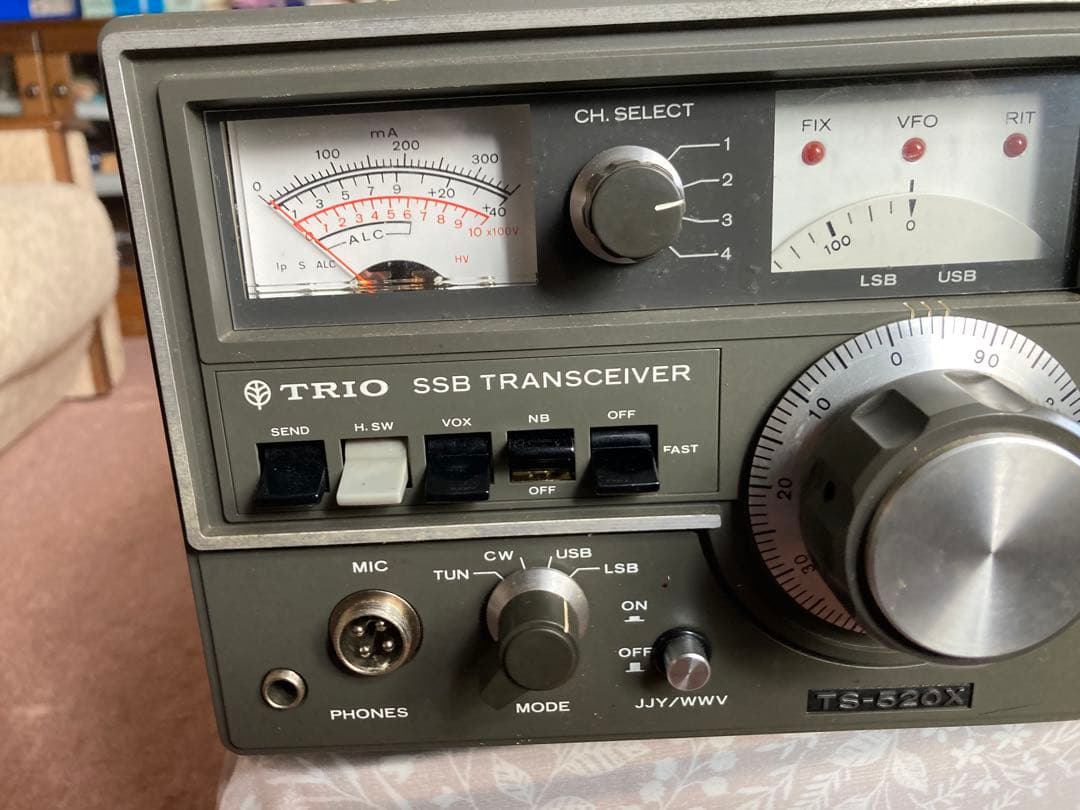 mA
0 100 200 300
1 3 5 7 9 +20 +40
0 1 2 3 4 5 6 7 8 9 10 x100V
ALC
Ip S ALC
HV
CH. SELECT
1
2
3
4
FIX VFO RIT
100 0
LSB USB
TRIO SSB TRANSCEIVER
SEND H. SW VOX NB OFF
FAST
OFF
0 90
10
20
30
MIC
TUN CW USB LSB
ON
OFF
PHONES MODE JJY/WWV
TS-520X